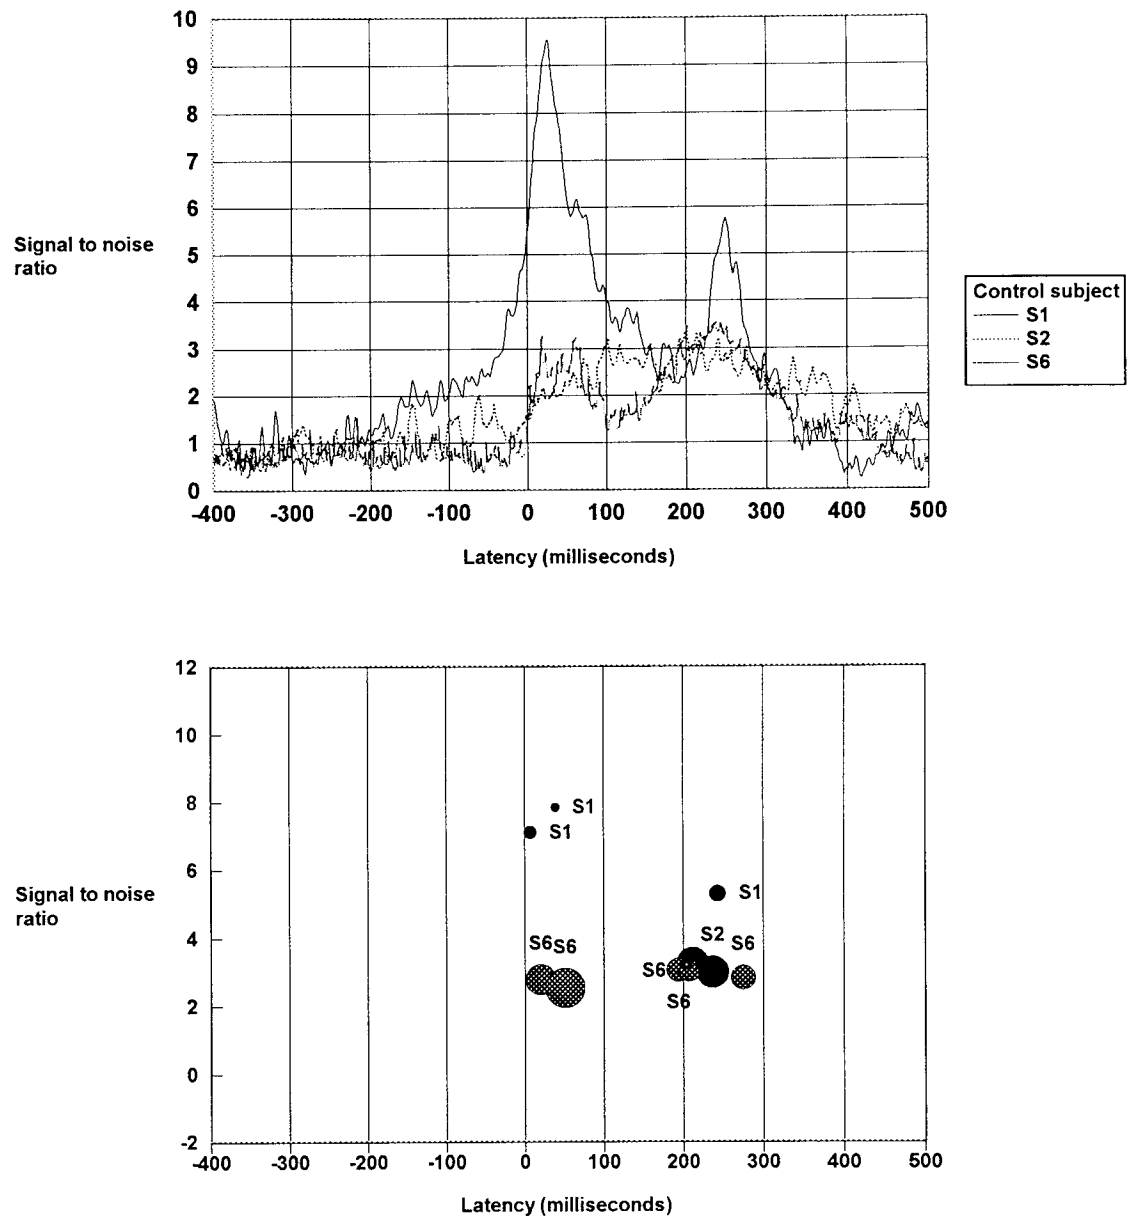 10
9
8
7
6
5
4
3
2
1
0
Signal to noise
ratio
-400 -300 -200 -100 0 100 200 300 400 500
Latency (milliseconds)
Control subject
S1
S2
S6
12
10
8
6
4
2
0
-2
Signal to noise
ratio
S1
S1
S1
S6 S6
S2 S6
S6
S6
-400 -300 -200 -100 0 100 200 300 400 500
Latency (milliseconds)